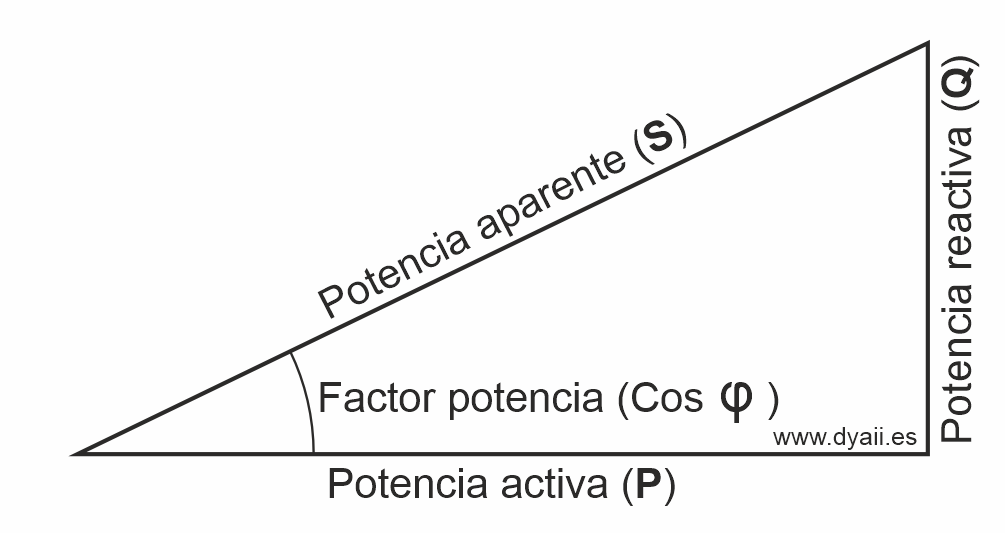 Potencia aparente (S)
Potencia reactiva (Q)
Factor potencia (Cos φ )
www.dyaii.es
Potencia activa (P)